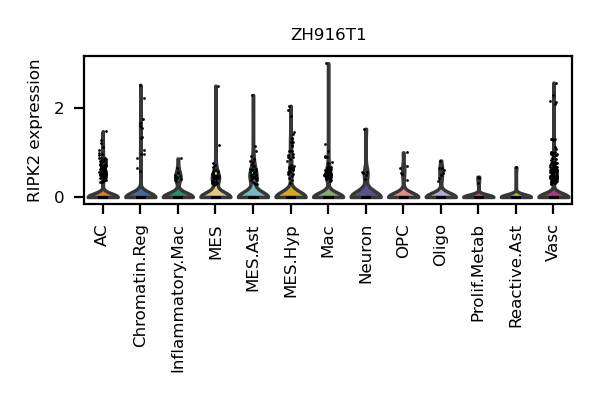 ZH916T1
RIPK2 expression
2
0
AC
Chromatin.Reg
Inflammatory.Mac
MES
MES.Ast
MES.Hyp
Mac
Neuron
OPC
Oligo
Prolif.Metab
Reactive.Ast
Vasc